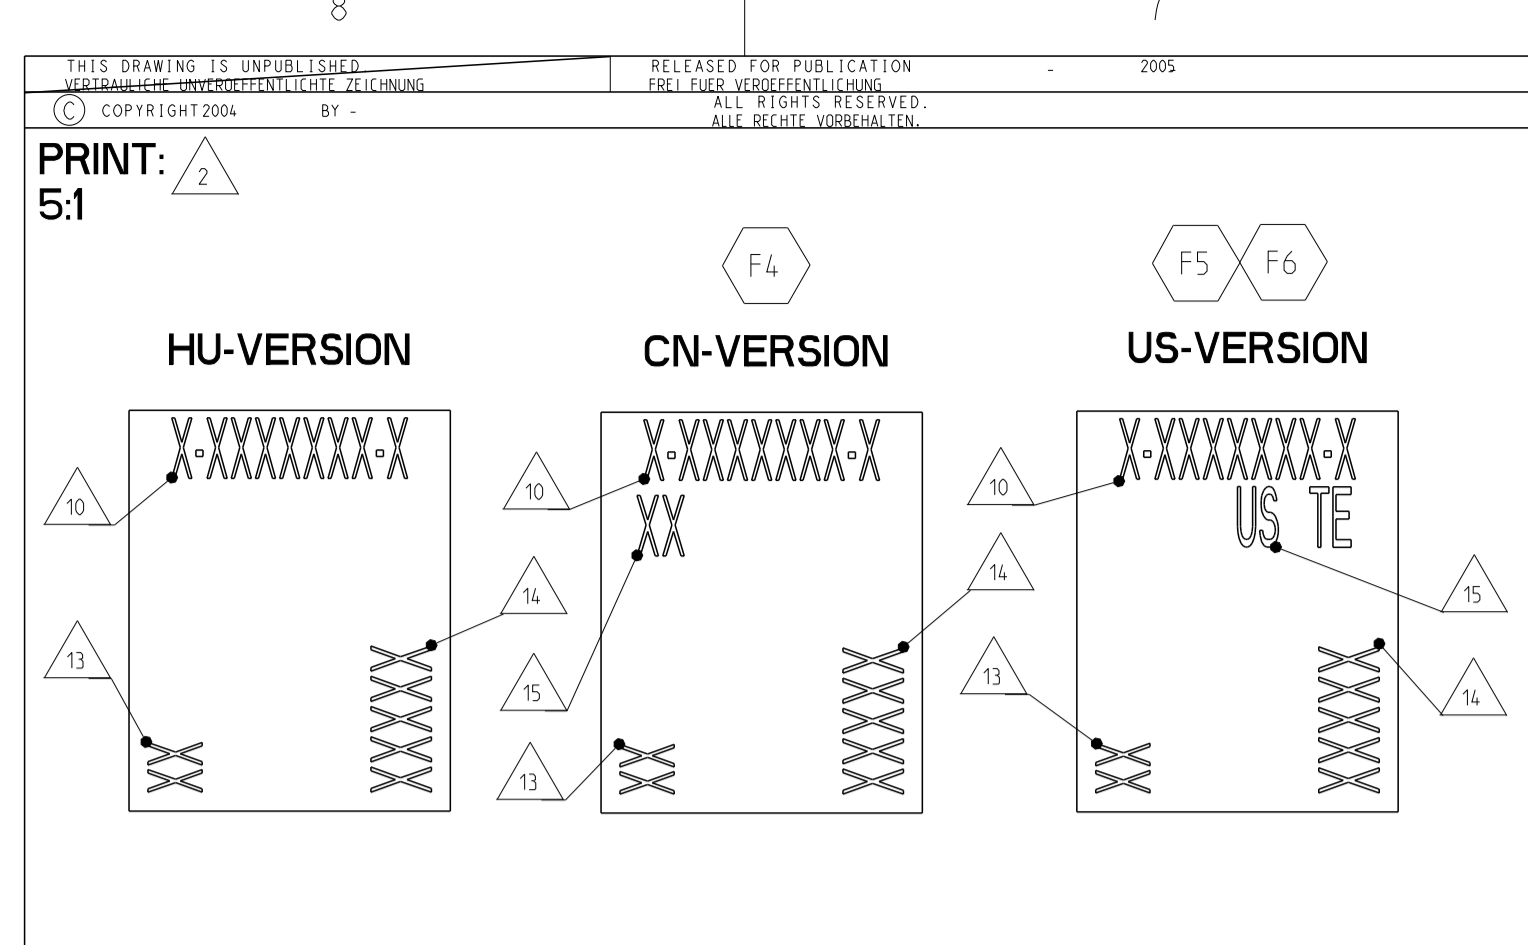 8 7
THIS DRAWING IS UNPUBLISHED
VERTRAULICHE UNVEROEFFENTLICHTE ZEICHNUNG
RELEASED FOR PUBLICATION - 2005
FREI FUER VEROEFFENTLICHUNG
© COPYRIGHT 2004 BY -
ALL RIGHTS RESERVED.
ALLE RECHTE VORBEHALTEN.
PRINT: 2
5:1
F4 F5 F6
HU-VERSION
X-XXXXXXX-X
10
14
13
XX
XXXXX
CN-VERSION
X-XXXXXXX-X
XX
10
14
15
13
XX
XXXXX
US-VERSION
X-XXXXXXX-X
US TE
10
15
13
14
XX
XXXXX